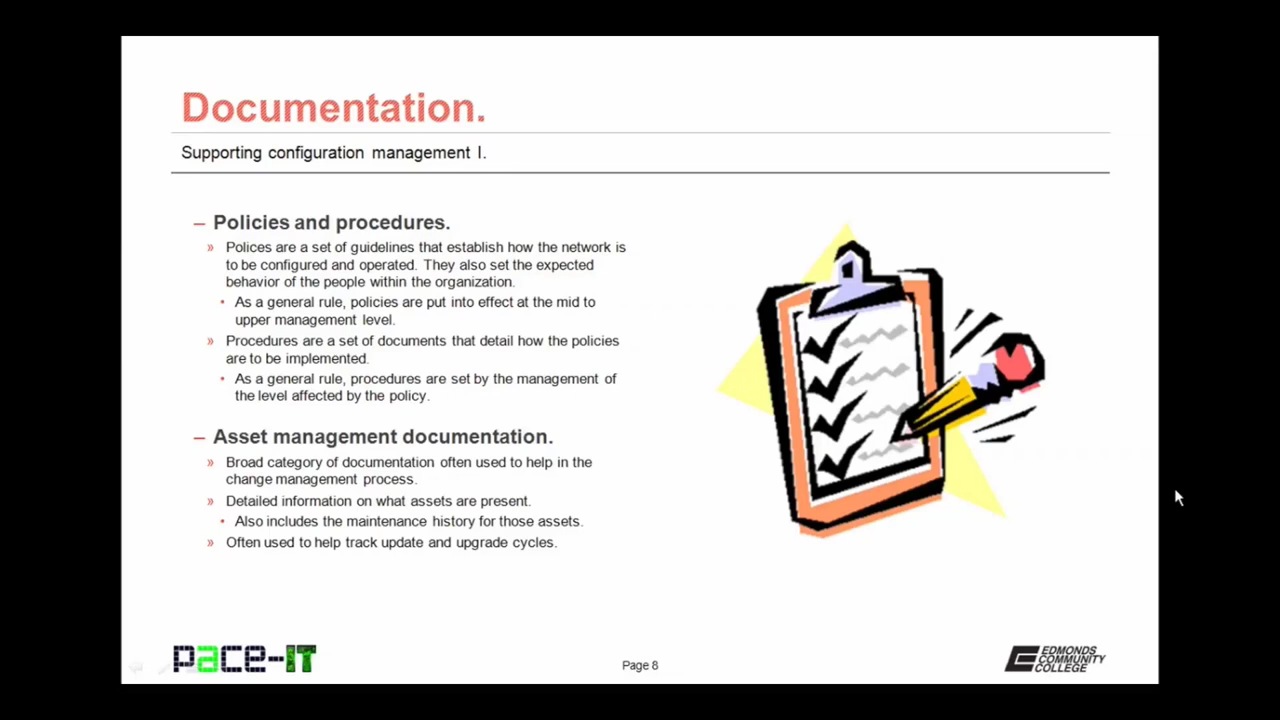 Documentation.
Supporting configuration management I.
– Policies and procedures.
» Polices are a set of guidelines that establish how the network is
to be configured and operated. They also set the expected
behavior of the people within the organization.
• As a general rule, policies are put into effect at the mid to
upper management level.
» Procedures are a set of documents that detail how the policies
are to be implemented.
• As a general rule, procedures are set by the management of
the level affected by the policy.
– Asset management documentation.
» Broad category of documentation often used to help in the
change management process.
» Detailed information on what assets are present.
• Also includes the maintenance history for those assets.
» Often used to help track update and upgrade cycles.
pace-IT
Page 8
EDMONDS
COMMUNITY
COLLEGE